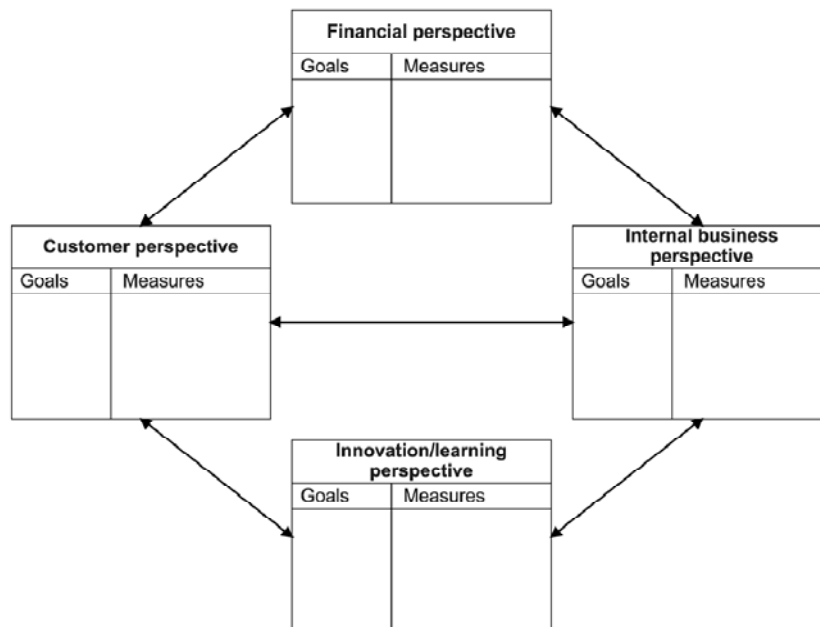 Financial perspective
Goals Measures
Customer perspective
Goals Measures
Internal business
perspective
Goals Measures
Innovation/learning
perspective
Goals Measures